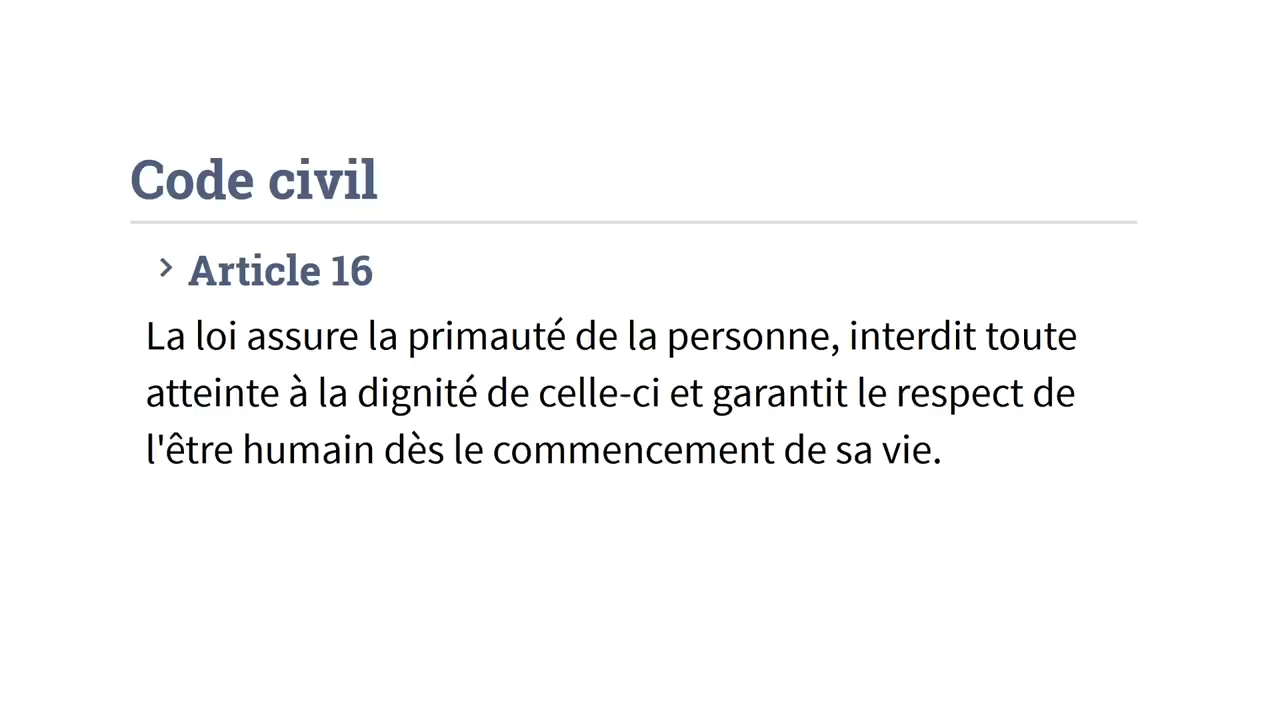 Code civil
Article 16
La loi assure la primauté de la personne, interdit toute
atteinte à la dignité de celle-ci et garantit le respect de
l'être humain dès le commencement de sa vie.